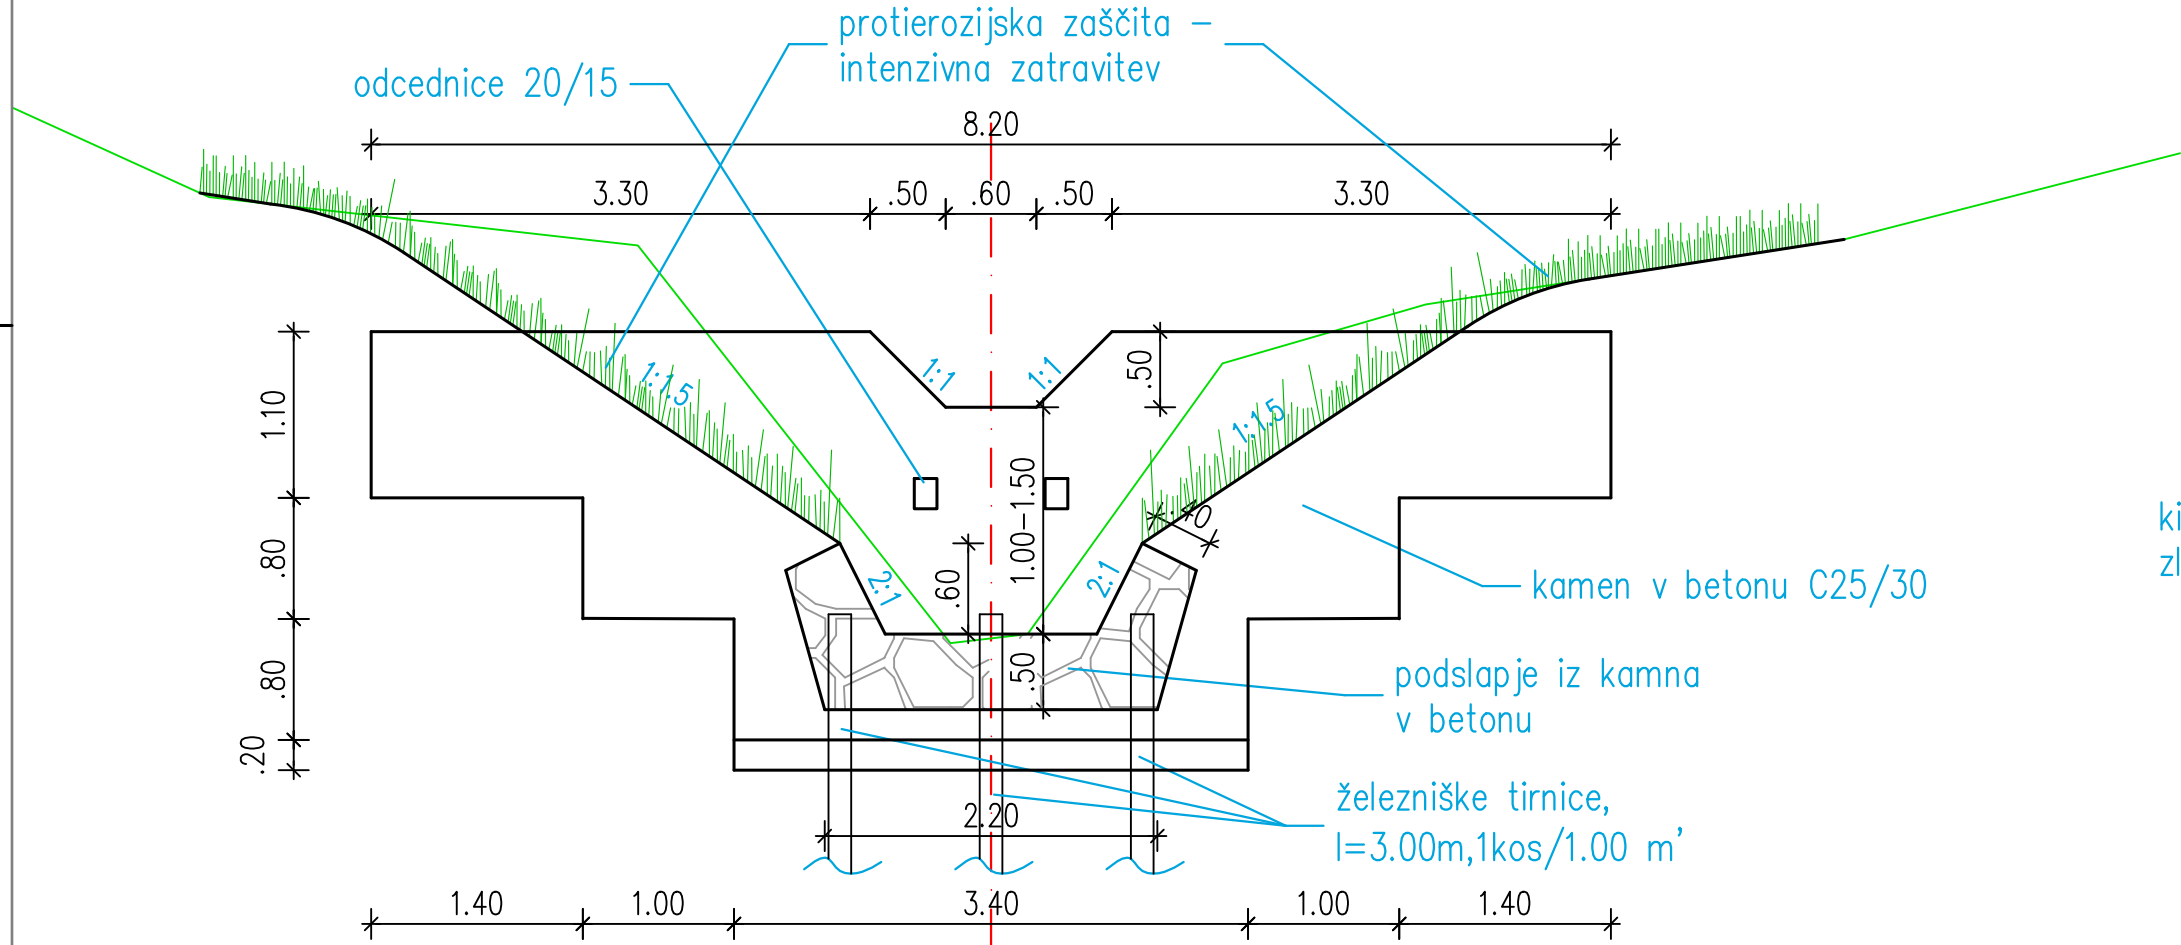 protierozijska zaščita –
intenzivna zatravitev
odcednice 20/15
8.20
3.30 .50 .60 .50 3.30
1:1 1:1 .50
1:1.5 1:1.5
1.10
1.00-1.50
.40
ki
zl
.80 2:1 .60 2:1
kamen v betonu C25/30
.80 .50
podslapje iz kamna
v betonu
.20
železniške tirnice,
l=3.00m,1kos/1.00 m'
2.20
1.40 1.00 3.40 1.00 1.40